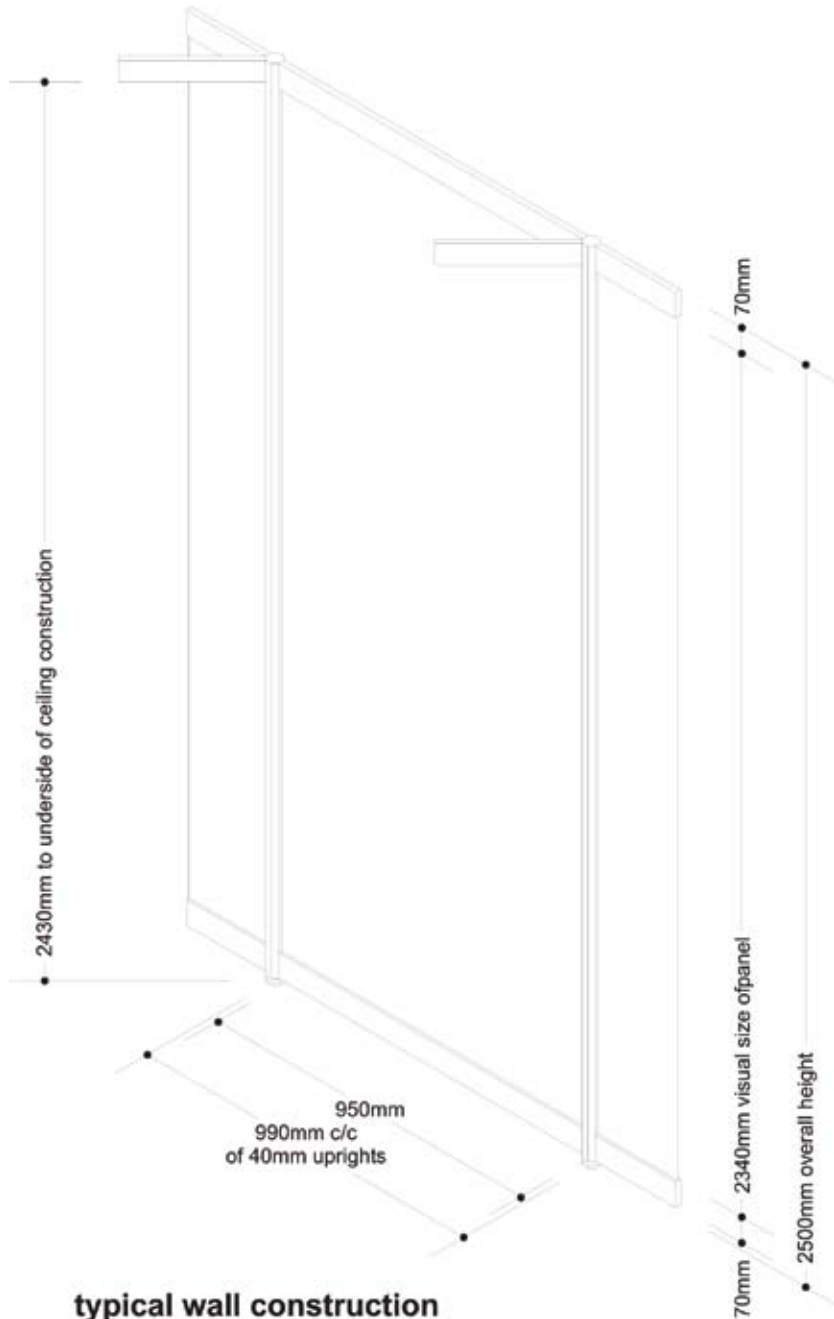 70mm
2430mm to underside of ceiling construction
2340mm visual size ofpanel
2500mm overall height
950mm
990mm c/c
of 40mm uprights
70mm
typical wall construction